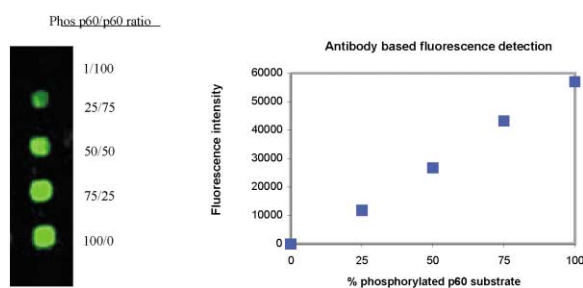 Phos p60/p60 ratio
1/100
25/75
50/50
75/25
100/0
Antibody based fluorescence detection
Fluorescence intensity
60000
50000
40000
30000
20000
10000
0
0 25 50 75 100
% phosphorylated p60 substrate